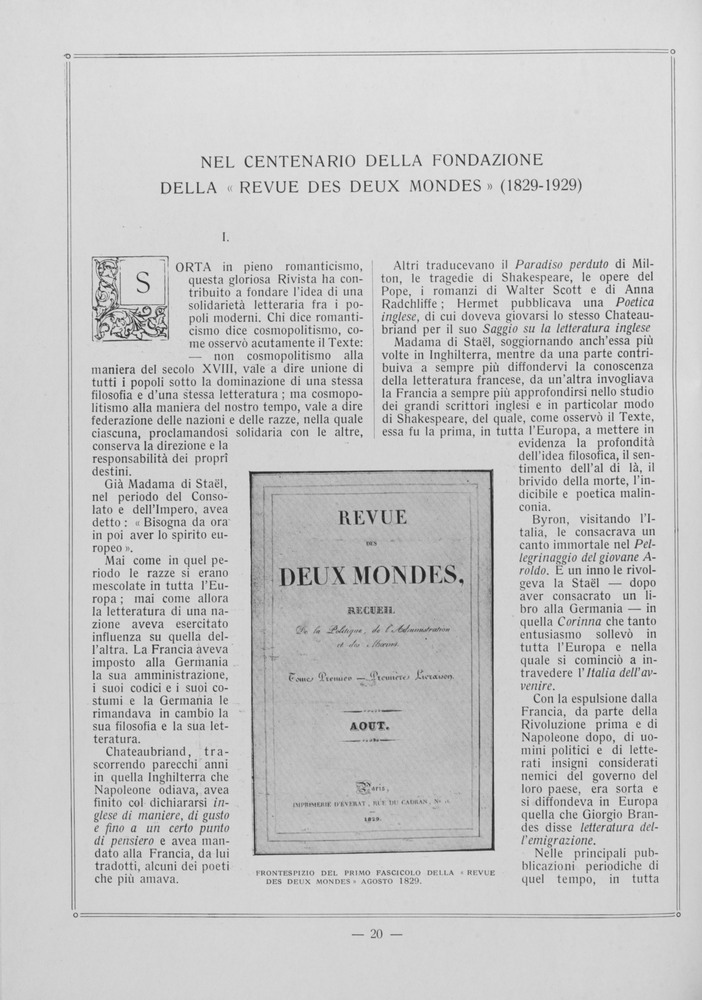 NEL CENTENARIO DELLA FONDAZIONE
DELLA « REVUE DES DEUX MONDES » (1829-1929)
I.
SORTA in pieno romanticismo,
questa gloriosa Rivista ha con-
tribuito a fondare l'idea di una
solidarietà letteraria fra i po-
poli moderni. Chi dice romanti-
cismo dice cosmopolitismo, co-
me osservò acutamente il Texte:
— non cosmopolitismo alla
maniera del secolo XVIII, vale a dire unione di
tutti i popoli sotto la dominazione di una stessa
filosofia e d'una stessa letteratura ; ma cosmopo-
litismo alla maniera del nostro tempo, vale a dire
federazione delle nazioni e delle razze, nella quale
ciascuna, proclamandosi solidaria con le altre,
conserva la direzione e la
responsabilità dei proprî
destini.
Già Madama di Staël,
nel periodo del Conso-
lato e dell'Impero, avea
detto : « Bisogna da ora
in poi aver lo spirito eu-
ropeo ».
Mai come in quel pe-
riodo le razze si erano
mescolate in tutta l'Eu-
ropa ; mai come allora
la letteratura di una na-
zione aveva esercitato
influenza su quella del-
l'altra. La Francia aveva
imposto alla Germania
la sua amministrazione,
i suoi codici e i suoi co-
stumi e la Germania le
rimandava in cambio la
sua filosofia e la sua let-
teratura.
Chateaubriand, tra-
scorrendo parecchi anni
in quella Inghilterra che
Napoleone odiava, avea
finito col dichiararsi in-
glese di maniere, di gusto
e fino a un certo punto
di pensiero e avea man-
dato alla Francia, da lui
tradotti, alcuni dei poeti
che più amava.
Altri traducevano il Paradiso perduto di Mil-
ton, le tragedie di Shakespeare, le opere del
Pope, i romanzi di Walter Scott e di Anna
Radchliffe ; Hermet pubblicava una Poetica
inglese, di cui doveva giovarsi lo stesso Chateau-
briand per il suo Saggio su la letteratura inglese
Madama di Staël, soggiornando anch'essa più
volte in Inghilterra, mentre da una parte contri-
buiva a sempre più diffondervi la conoscenza
della letteratura francese, da un'altra invogliava
la Francia a sempre più approfondirsi nello studio
dei grandi scrittori inglesi e in particolar modo
di Shakespeare, del quale, come osservò il Texte,
essa fu la prima, in tutta l'Europa, a mettere in
evidenza la profondità
dell'idea filosofica, il sen-
timento dell'al di là, il
brivido della morte, l'in-
dicibile e poetica malin-
conia.
Byron, visitando l'I-
talia, le consacrava un
canto immortale nel Pel-
legrinaggio del giovane A-
roldo. E un inno le rivol-
geva la Staël — dopo
aver consacrato un li-
bro alla Germania — in
quella Corinna che tanto
entusiasmo sollevò in
tutta l'Europa e nella
quale si cominciò a in-
travedere l'Italia dell'av-
venire.
Con la espulsione dalla
Francia, da parte della
Rivoluzione prima e di
Napoleone dopo, di uo-
mini politici e di lette-
rati insigni considerati
nemici del governo del
loro paese, era sorta e
si diffondeva in Europa
quella che Giorgio Bran-
des disse letteratura del-
l'emigrazione.
Nelle principali pub-
blicazioni periodiche di
quel tempo, in tutta
REVUE
DES
DEUX MONDES,
RECUEIL
De la Politique, de l'Administration
et des Mœurs.
Tome Premier — Première Livraison.
AOUT.
Paris,
IMPRIMERIE D'EVERAT, RUE DU CADRAN, No
1829.
FRONTESPIZIO DEL PRIMO FASCICOLO DELLA « REVUE
DES DEUX MONDES » AGOSTO 1829.
— 20 —